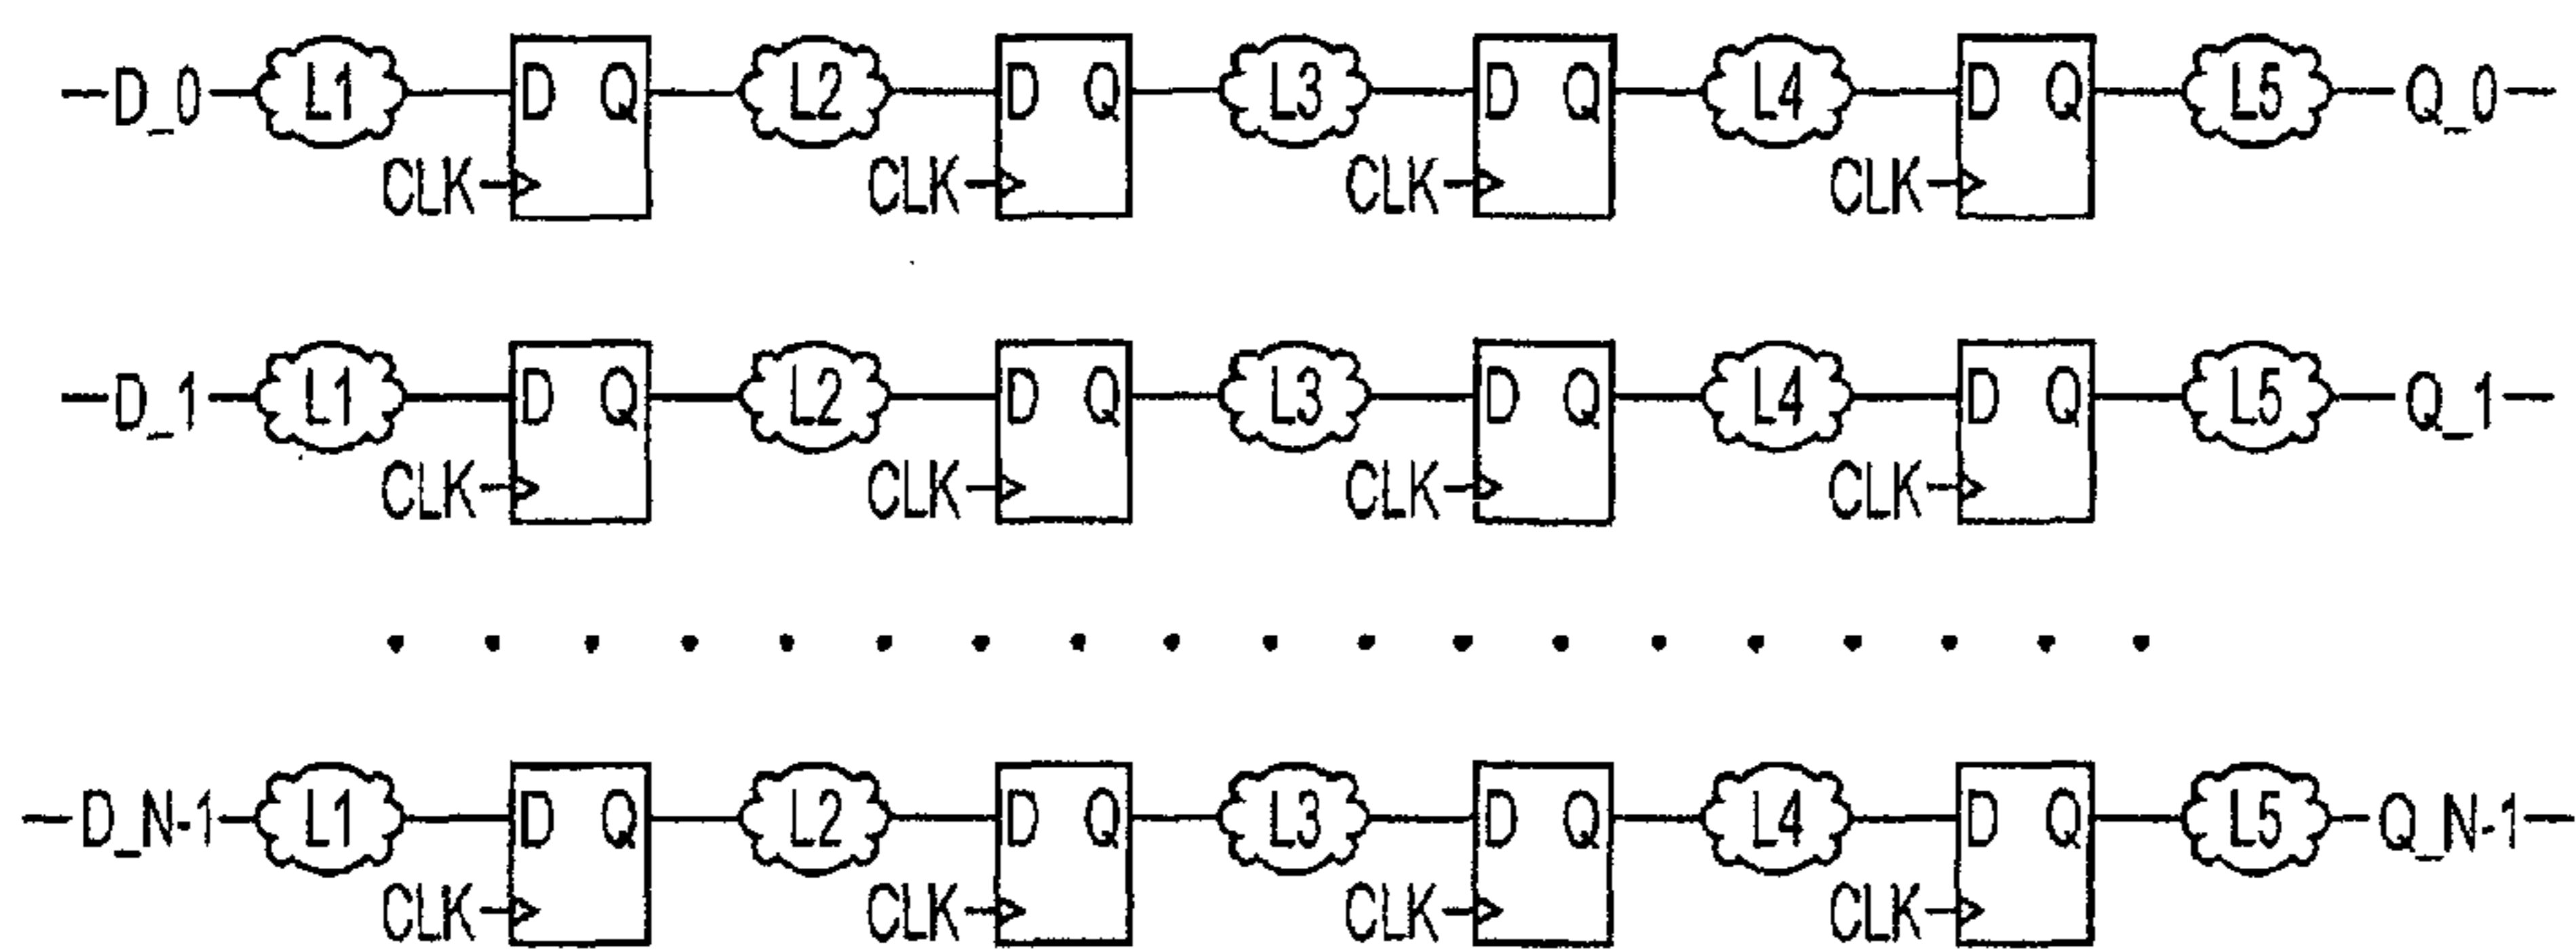 D_0 L1 D Q L2 D Q L3 D Q L4 D Q L5 Q_0
CLK CLK CLK CLK
D_1 L1 D Q L2 D Q L3 D Q L4 D Q L5 Q_1
CLK CLK CLK CLK
D_N-1 L1 D Q L2 D Q L3 D Q L4 D Q L5 Q_N-1
CLK CLK CLK CLK